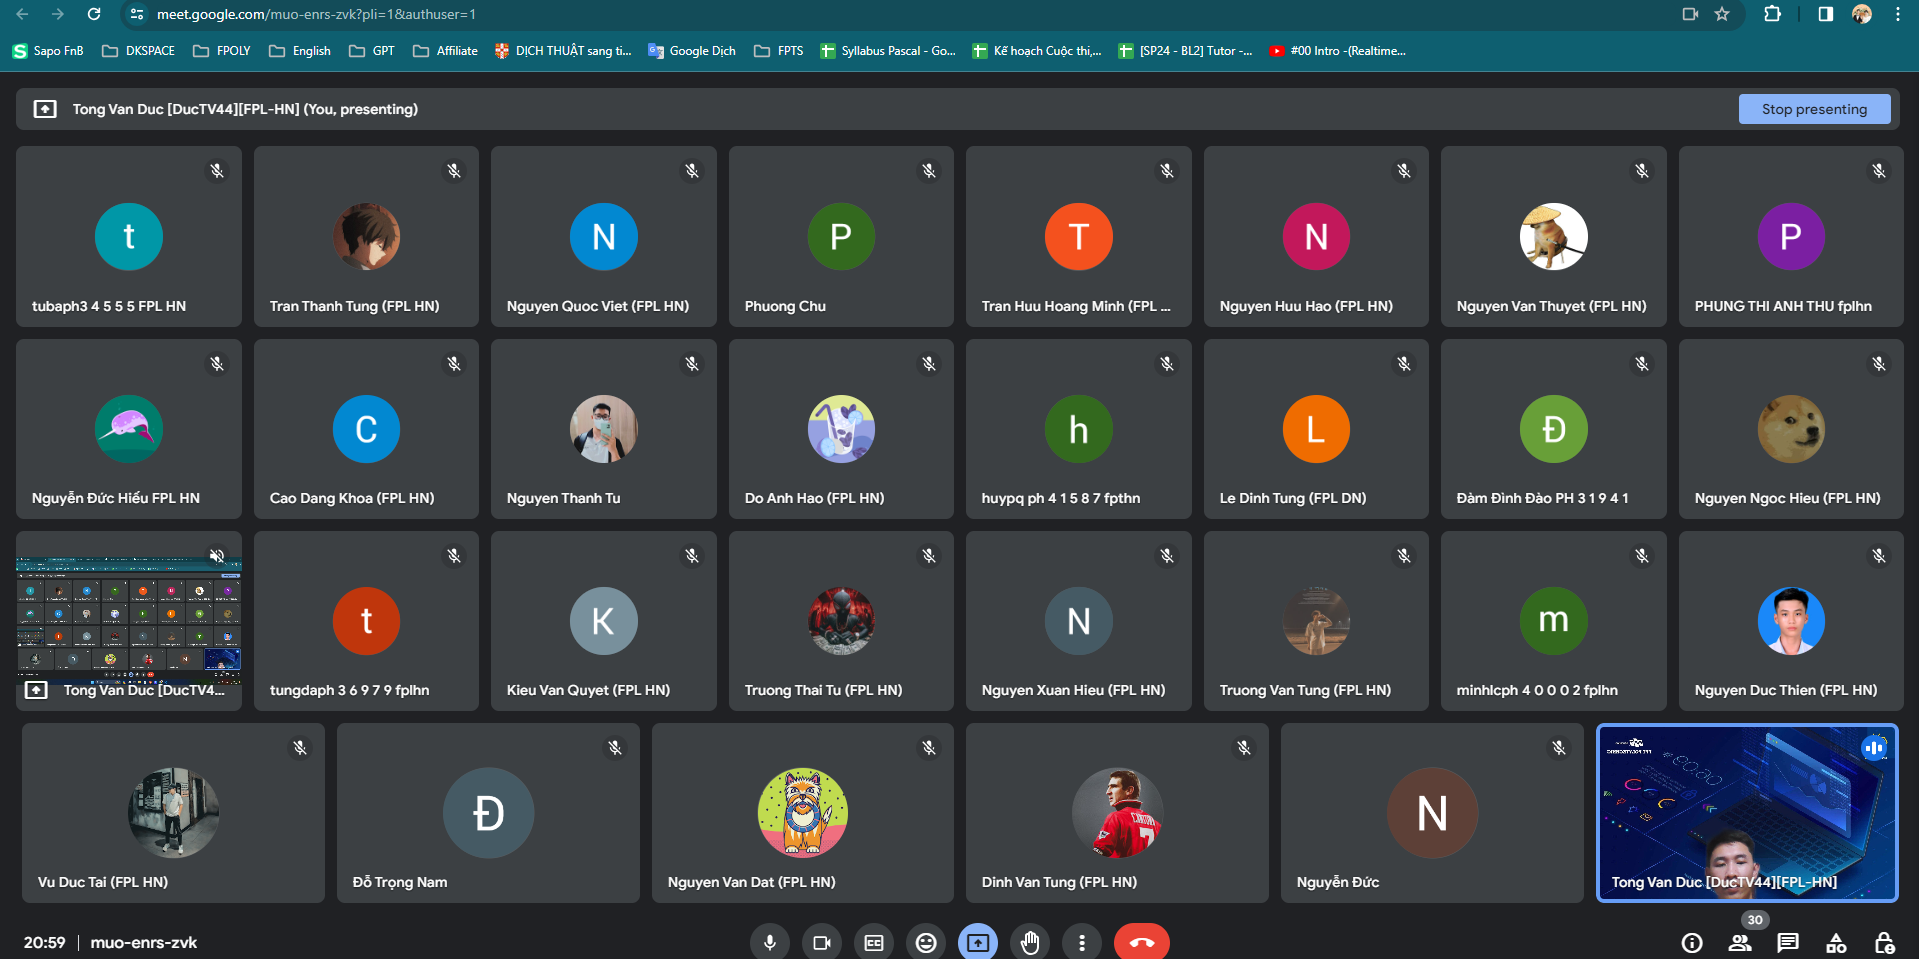 meet.google.com/muo-enrs-zvk?pli=1&authuser=1
Sapo FnB
DKSPACE
FPOLY
English
GPT
Affiliate
DỊCH THUẬT sang ti...
Google Dịch
FPTS
Syllabus Pascal - Go...
Kế hoạch Cuộc thi,...
[SP24 - BL2] Tutor -...
#00 Intro -(Realtime...
Tong Van Duc [DucTV44][FPL-HN] (You, presenting)
Stop presenting
t
N
P
T
N
P
tubaph3 4 5 5 5 FPL HN
Tran Thanh Tung (FPL HN)
Nguyen Quoc Viet (FPL HN)
Phuong Chu
Tran Huu Hoang Minh (FPL ...
Nguyen Huu Hao (FPL HN)
Nguyen Van Thuyet (FPL HN)
PHUNG THI ANH THU fplhn
C
h
L
Đ
Nguyễn Đức Hiếu FPL HN
Cao Dang Khoa (FPL HN)
Nguyen Thanh Tu
Do Anh Hao (FPL HN)
huypq ph 4 1 5 8 7 fpthn
Le Dinh Tung (FPL DN)
Đàm Đình Đào PH 3 1 9 4 1
Nguyen Ngoc Hieu (FPL HN)
t
K
N
m
Tong Van Duc [DucTV4...
tungdaph 3 6 9 7 9 fplhn
Kieu Van Quyet (FPL HN)
Truong Thai Tu (FPL HN)
Nguyen Xuan Hieu (FPL HN)
Truong Van Tung (FPL HN)
minhlcph 4 0 0 0 2 fplhn
Nguyen Duc Thien (FPL HN)
Đ
N
Vu Duc Tai (FPL HN)
Đỗ Trọng Nam
Nguyen Van Dat (FPL HN)
Dinh Van Tung (FPL HN)
Nguyễn Đức
Tong Van Duc [DucTV44][FPL-HN]
30
20:59
muo-enrs-zvk